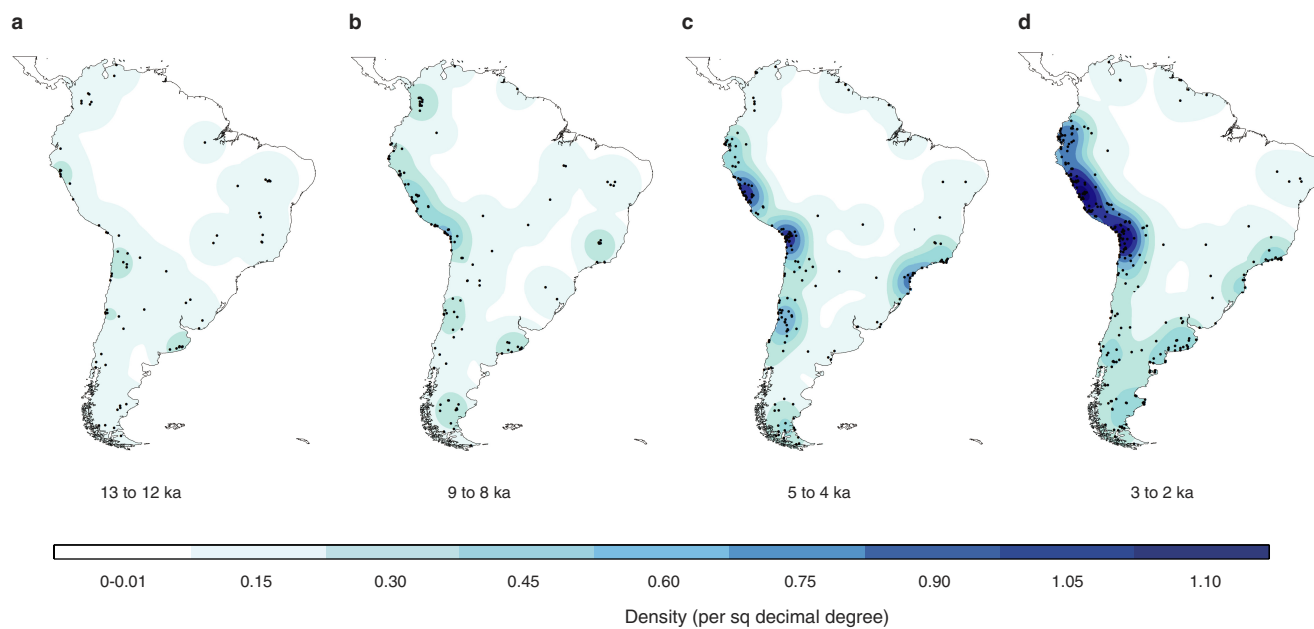 a
b
c
d
13 to 12 ka
9 to 8 ka
5 to 4 ka
3 to 2 ka
0-0.01
0.15
0.30
0.45
0.60
0.75
0.90
1.05
1.10
Density (per sq decimal degree)